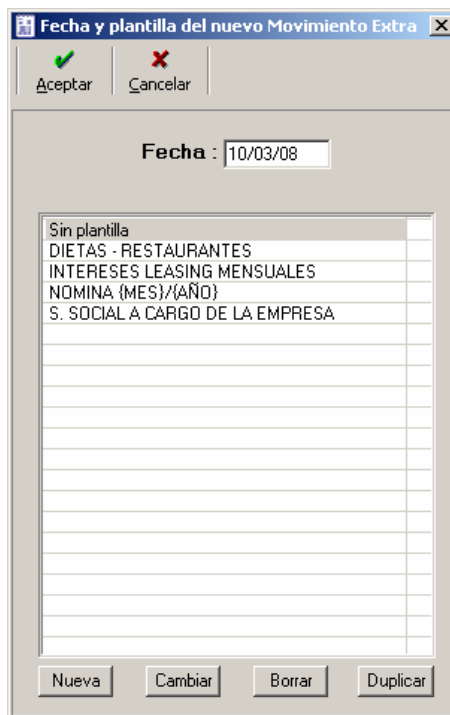 Fecha y plantilla del nuevo Movimiento Extra
Aceptar Cancelar
Fecha : 10/03/08
Sin plantilla
DIETAS - RESTAURANTES
INTERESES LEASING MENSUALES
NOMINA {MES}/{AÑO}
S. SOCIAL A CARGO DE LA EMPRESA
Nueva Cambiar Borrar Duplicar